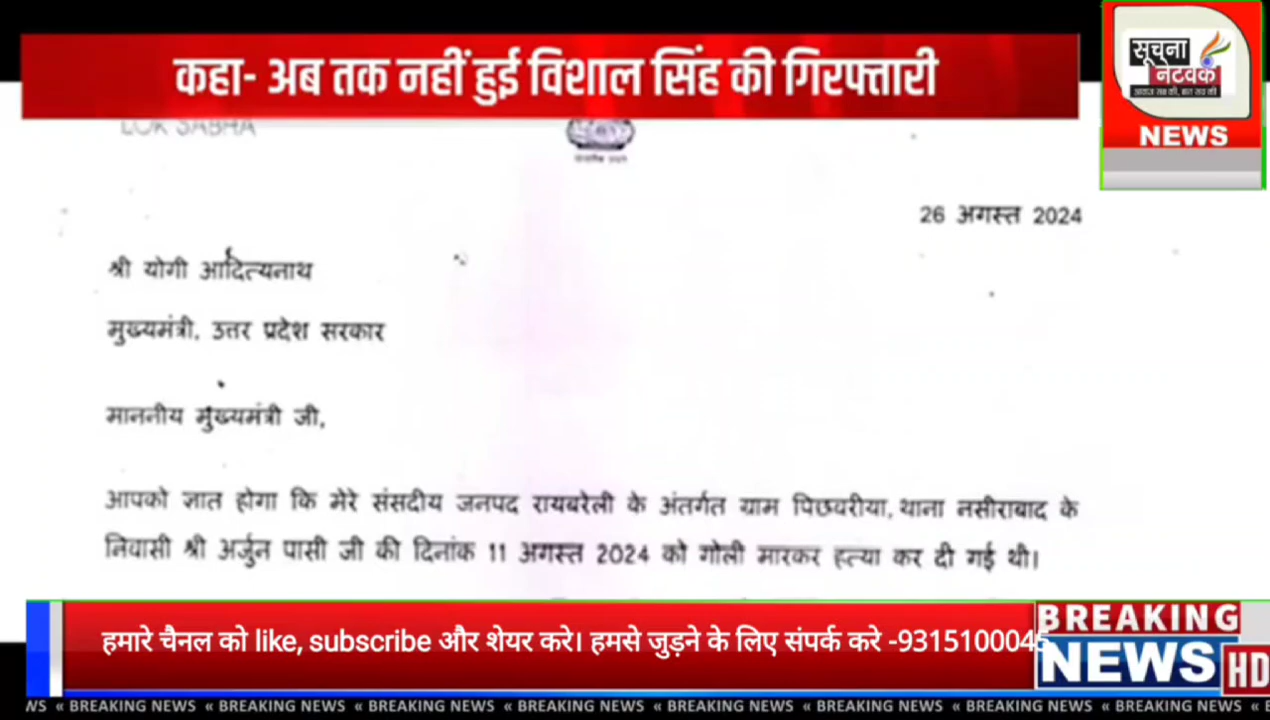 कहा- अब तक नहीं हुई विशाल सिंह की गिरफ्तारी
सूचना
नेटवर्क
NEWS
LOK SABHA
26 अगस्त 2024
श्री योगी आदित्यनाथ
मुख्यमंत्री, उत्तर प्रदेश सरकार
माननीय मुख्यमंत्री जी,
आपको ज्ञात होगा कि मेरे संसदीय जनपद रायबरेली के अंतर्गत ग्राम पिछवरीया, थाना नसीराबाद के
निवासी श्री अर्जुन पासी जी की दिनांक 11 अगस्त 2024 को गोली मारकर हत्या कर दी गई थी।
हमारे चैनल को like, subscribe और शेयर करे। हमसे जुड़ने के लिए संपर्क करे -9315100045
BREAKING
NEWS HD
WS « BREAKING NEWS « BREAKING NEWS « BREAKING NEWS « BREAKING NEWS « BREAKING NEWS « BREAKING NEWS « BREAKING NEWS « BREAKING NEWS « B